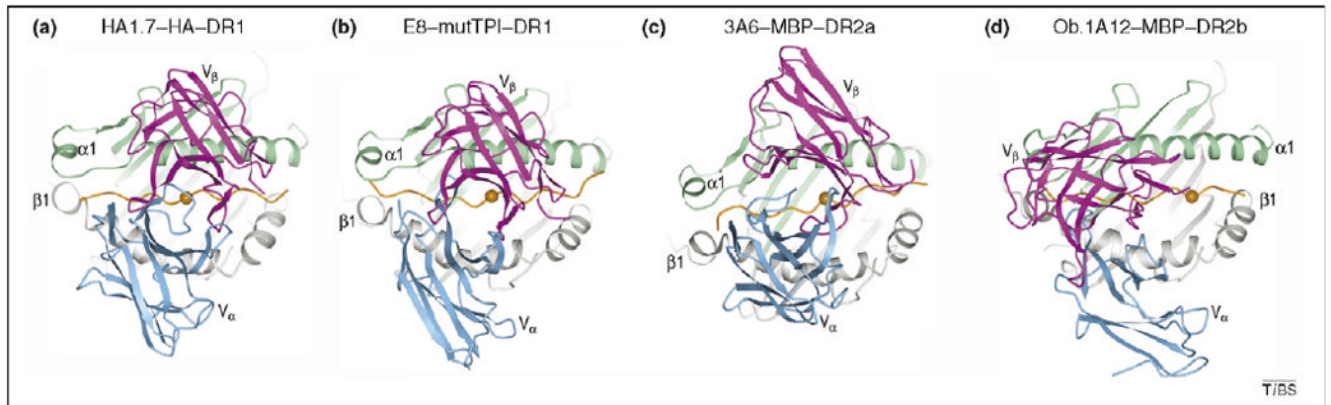 (a) HA1.7–HA–DR1 (b) E8–mutTPI–DR1 (c) 3A6–MBP–DR2a (d) Ob.1A12–MBP–DR2b
Vβ Vβ Vβ Vβ
α1 α1 α1 α1
β1 β1 β1 β1
Vα Vα Vα Vα
TiBS